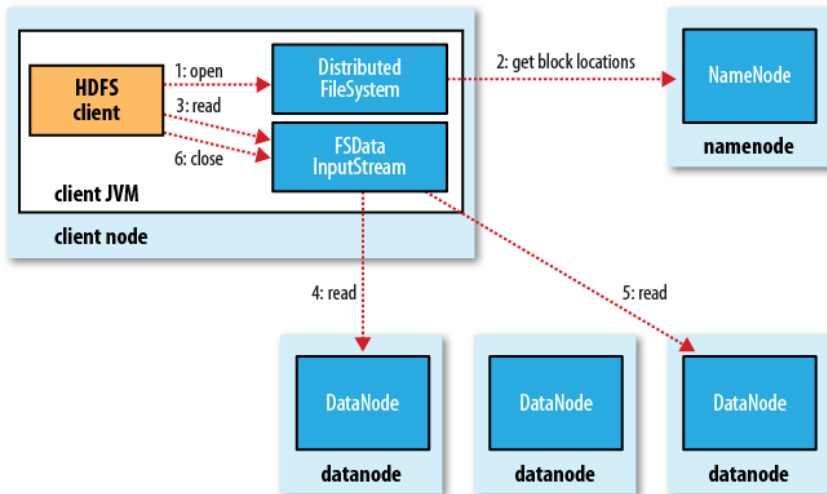 HDFS
client
1: open
3: read
6: close
Distributed
FileSystem
FSData
InputStream
client JVM
client node
2: get block locations
NameNode
namenode
4: read
5: read
DataNode
datanode
DataNode
datanode
DataNode
datanode